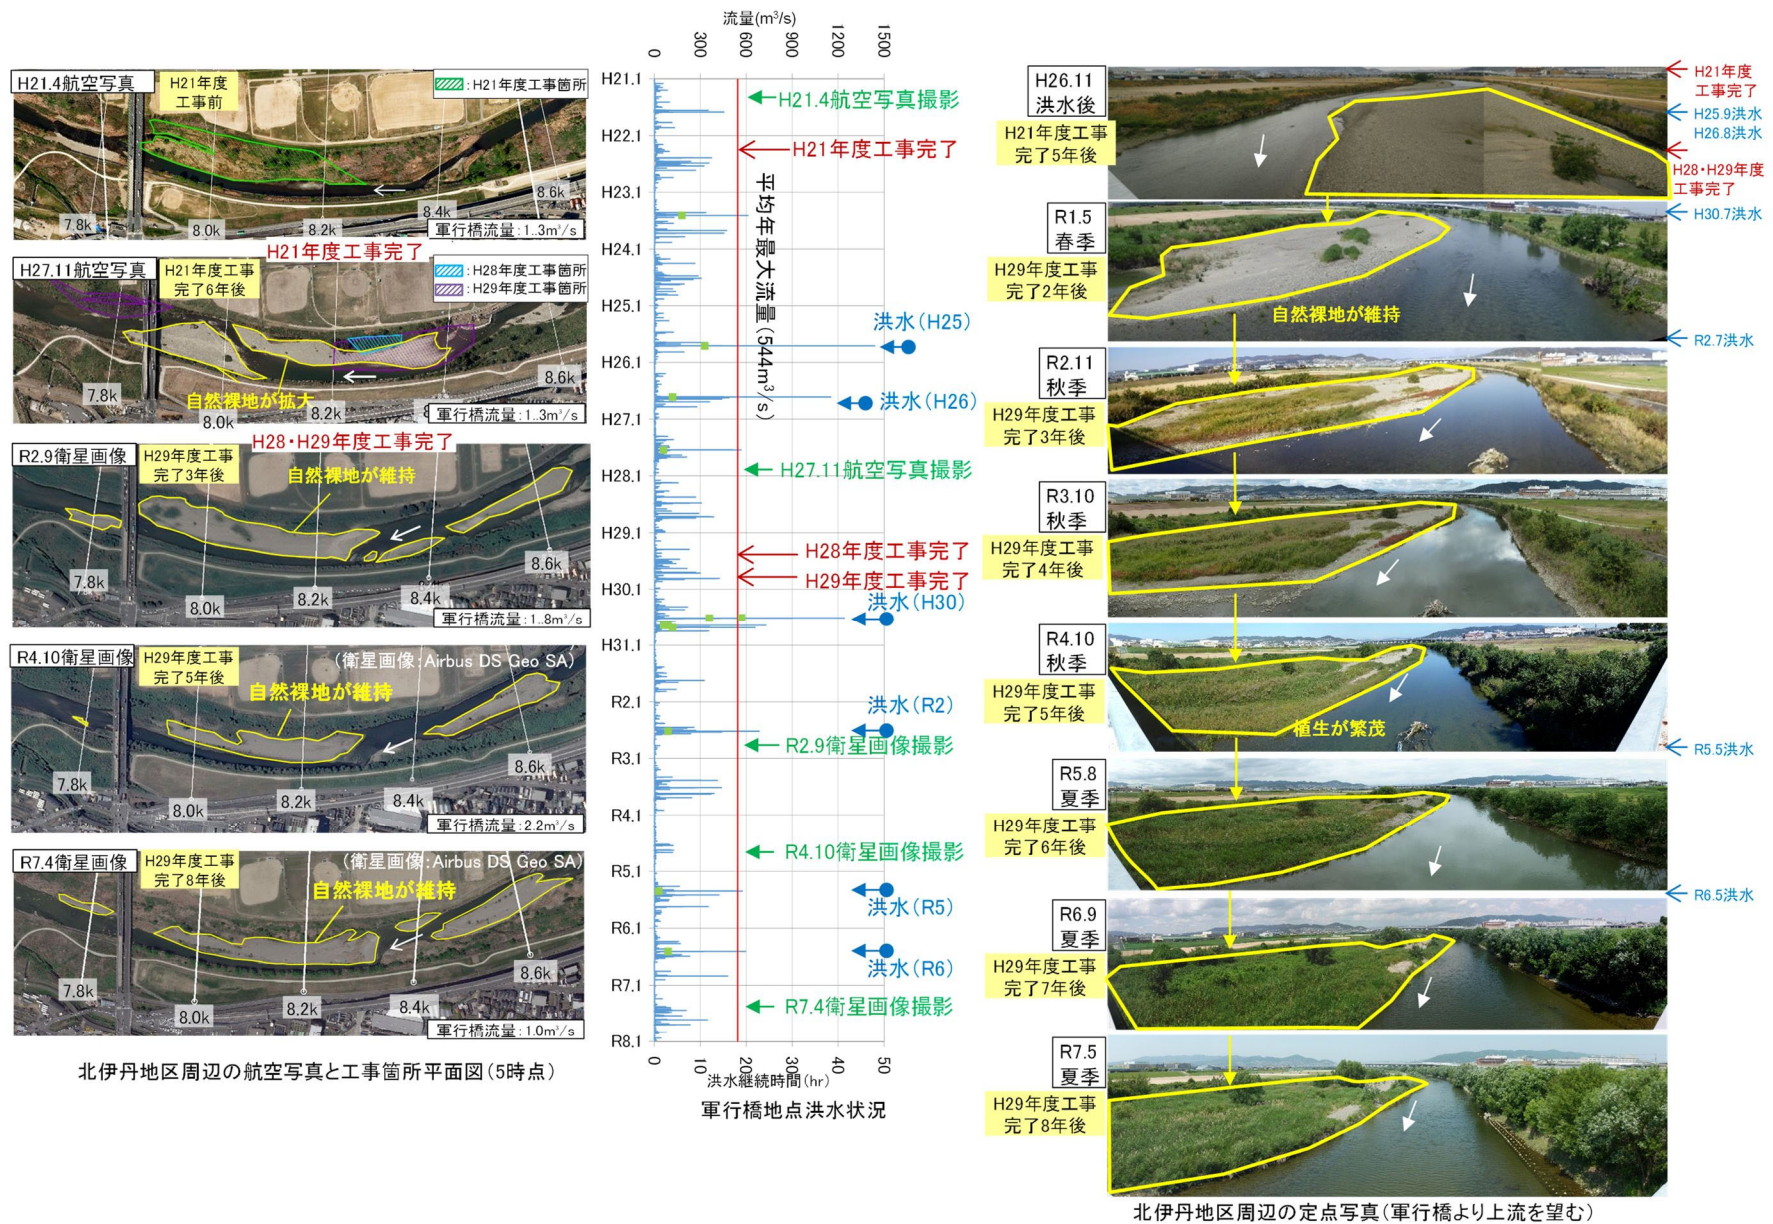 H21.4航空写真
H21年度
工事前
：H21年度工事箇所
7.8k
8.0k
8.2k
8.4k
8.6k
軍行橋流量：1..3m³/s
H21年度工事完了
H27.11航空写真
H21年度工事
完了6年後
：H28年度工事箇所
：H29年度工事箇所
自然裸地が拡大
7.8k
8.0k
8.2k
8.6k
軍行橋流量：1..3m³/s
H28・H29年度工事完了
R2.9衛星画像
H29年度工事
完了3年後
自然裸地が維持
7.8k
8.0k
8.2k
8.4k
8.6k
軍行橋流量：1..8m³/s
R4.10衛星画像
H29年度工事
完了5年後
（衛星画像：Airbus DS Geo SA）
自然裸地が維持
7.8k
8.0k
8.2k
8.4k
8.6k
軍行橋流量：2.2m³/s
R7.4衛星画像
H29年度工事
完了8年後
（衛星画像：Airbus DS Geo SA）
自然裸地が維持
7.8k
8.0k
8.2k
8.4k
8.6k
軍行橋流量：1.0m³/s
北伊丹地区周辺の航空写真と工事箇所平面図（5時点）
流量(m³/s)
0
300
600
900
1200
1500
H21.1
H22.1
H23.1
H24.1
H25.1
H26.1
H27.1
H28.1
H29.1
H30.1
H31.1
R2.1
R3.1
R4.1
R5.1
R6.1
R7.1
R8.1
H21.4航空写真撮影
H21年度工事完了
平均年最大流量（544m³/s）
洪水（H25）
洪水（H26）
H27.11航空写真撮影
H28年度工事完了
H29年度工事完了
洪水（H30）
洪水（R2）
R2.9衛星画像撮影
R4.10衛星画像撮影
洪水（R5）
洪水（R6）
R7.4衛星画像撮影
0
10
20
30
40
50
洪水継続時間（hr）
軍行橋地点洪水状況
H26.11
洪水後
H21年度工事
完了5年後
R1.5
春季
H29年度工事
完了2年後
自然裸地が維持
R2.11
秋季
H29年度工事
完了3年後
R3.10
秋季
H29年度工事
完了4年後
R4.10
秋季
H29年度工事
完了5年後
植生が繁茂
R5.8
夏季
H29年度工事
完了6年後
R6.9
夏季
H29年度工事
完了7年後
R7.5
夏季
H29年度工事
完了8年後
H21年度
工事完了
H25.9洪水
H26.8洪水
H28・H29年度
工事完了
H30.7洪水
R2.7洪水
R5.5洪水
R6.5洪水
北伊丹地区周辺の定点写真（軍行橋より上流を望む）